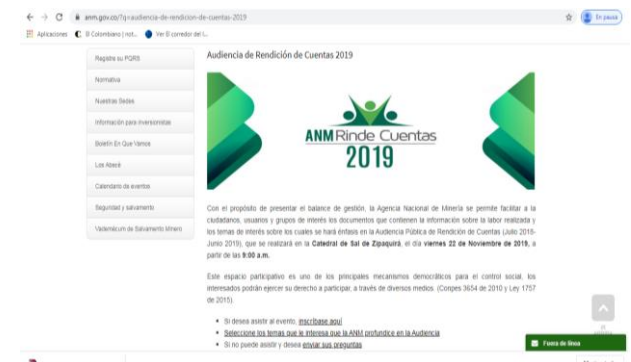 anm.gov.co/?q=audiencia-de-rendicion-de-cuentas-2019
En pausa
Aplicaciones
El Colombiano | not...
Ver El corredor del L...
Registre su PQRS
Normativa
Nuestras Sedes
Información para inversionistas
Boletín En Que Vamos
Los Abecé
Calendario de eventos
Seguridad y salvamento
Vademécum de Salvamento Minero
Audiencia de Rendición de Cuentas 2019
ANM Rinde Cuentas
2019
Con el propósito de presentar el balance de gestión, la Agencia Nacional de Minería se permite facilitar a la
ciudadanos, usuarios y grupos de interés los documentos que contienen la información sobre la labor realizada y
los temas de interés sobre los cuales se hará énfasis en la Audiencia Pública de Rendición de Cuentas (Julio 2018-
Junio 2019), que se realizará en la Catedral de Sal de Zipaquirá, el día viernes 22 de Noviembre de 2019, a
partir de las 9:00 a.m.
Este espacio participativo es uno de los principales mecanismos democráticos para el control social, los
interesados podrán ejercer su derecho a participar, a través de diversos medios. (Conpes 3654 de 2010 y Ley 1757
de 2015).
• Si desea asistir al evento, inscríbase aquí
• Seleccione los temas que le interesa que la ANM profundice en la Audiencia
• Si no puede asistir y desea enviar sus preguntas
Fuera de línea